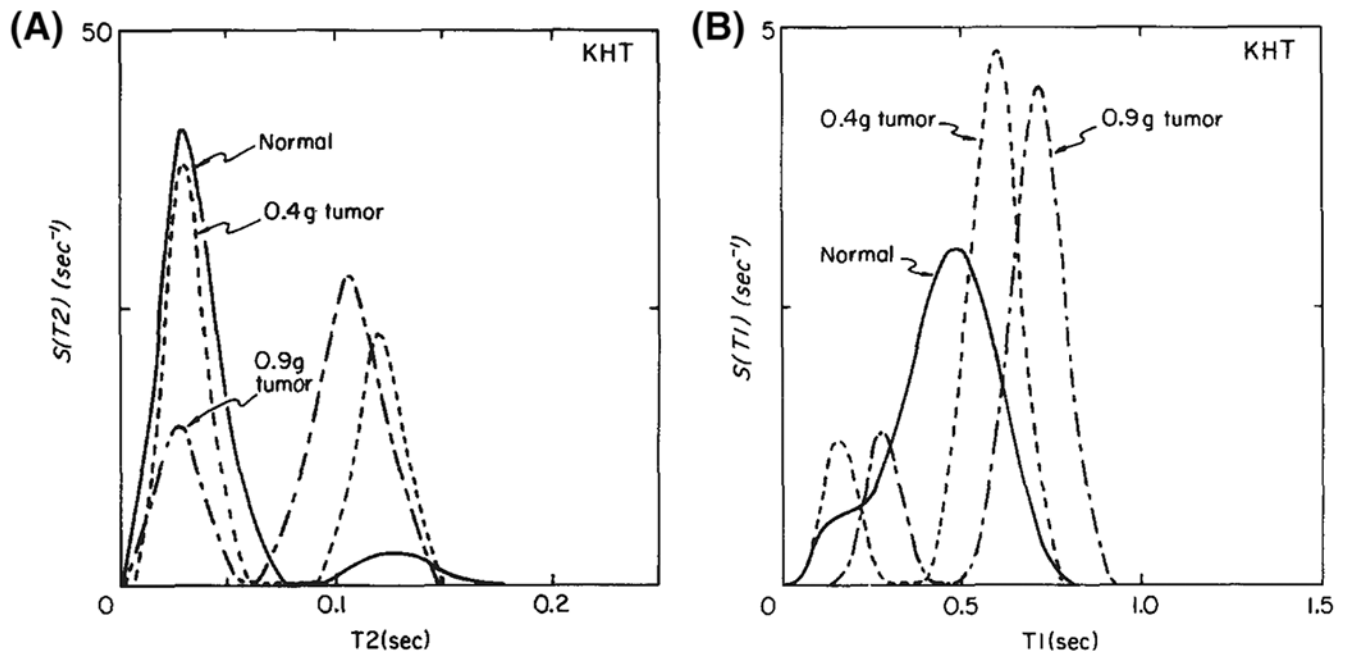 (A)
50
KHT
Normal
0.4g tumor
0.9g
tumor
S(T2) (sec⁻¹)
0
0.1
0.2
T2(sec)
(B)
5
KHT
0.4g tumor
0.9g tumor
Normal
S(T1) (sec⁻¹)
0
0.5
1.0
1.5
T1(sec)